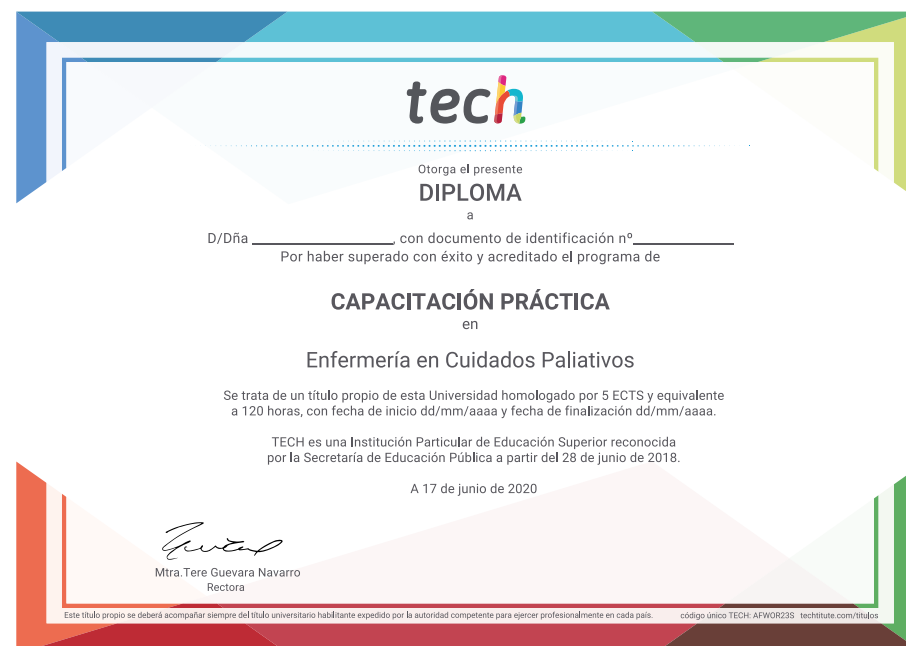 tech
Otorga el presente
DIPLOMA
a
D/Dña ____________________, con documento de identificación nº______________
Por haber superado con éxito y acreditado el programa de
CAPACITACIÓN PRÁCTICA
en
Enfermería en Cuidados Paliativos
Se trata de un título propio de esta Universidad homologado por 5 ECTS y equivalente
a 120 horas, con fecha de inicio dd/mm/aaaa y fecha de finalización dd/mm/aaaa.
TECH es una Institución Particular de Educación Superior reconocida
por la Secretaría de Educación Pública a partir del 28 de junio de 2018.
A 17 de junio de 2020
Mtra.Tere Guevara Navarro
Rectora
Este título propio se deberá acompañar siempre del título universitario habilitante expedido por la autoridad competente para ejercer profesionalmente en cada país. código único TECH: AFWOR23S techtitute.com/titulos